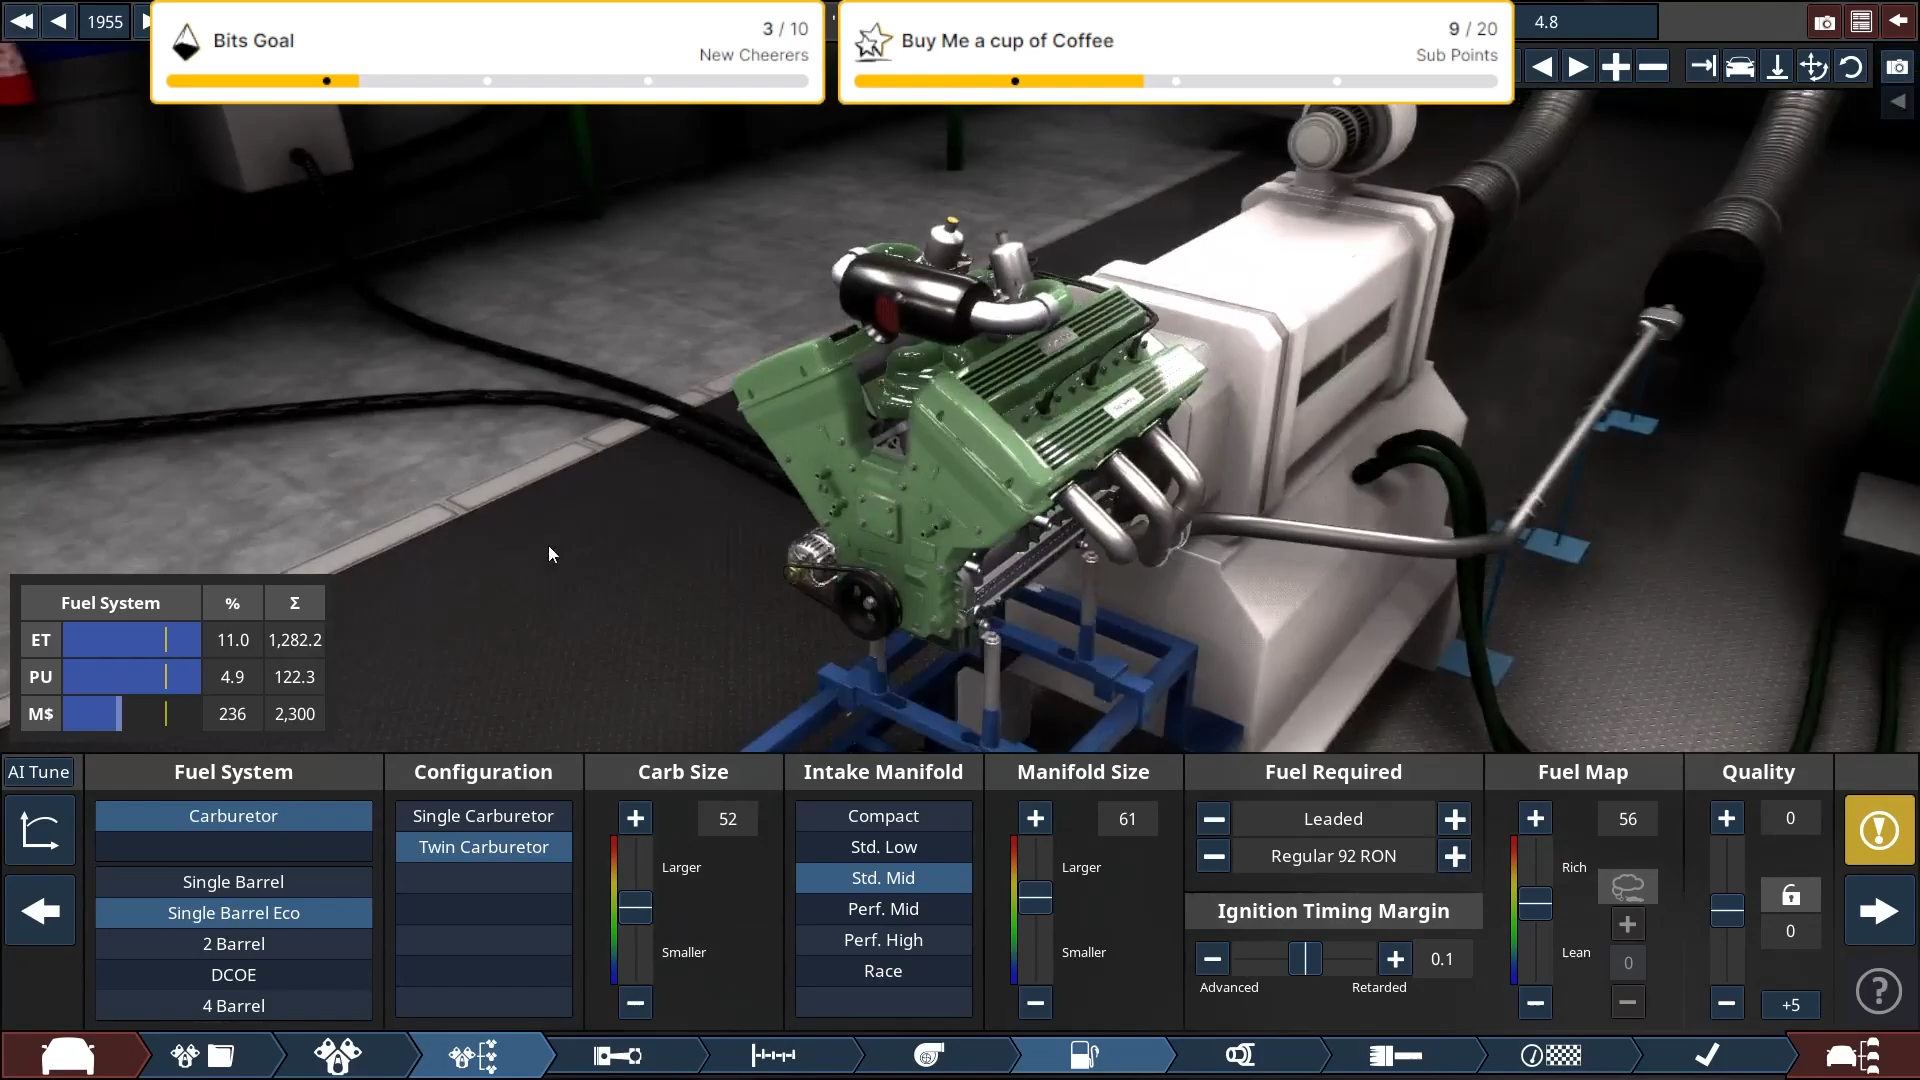 1955
Bits Goal
3 / 10
New Cheerers
Buy Me a cup of Coffee
9 / 20
Sub Points
4.8
Fuel System % Σ
ET 11.0 1,282.2
PU 4.9 122.3
M$ 236 2,300
AI Tune
Fuel System
Carburetor
Single Barrel
Single Barrel Eco
2 Barrel
DCOE
4 Barrel
Configuration
Single Carburetor
Twin Carburetor
Carb Size
52
Larger
Smaller
Intake Manifold
Compact
Std. Low
Std. Mid
Perf. Mid
Perf. High
Race
Manifold Size
61
Larger
Smaller
Fuel Required
Leaded
Regular 92 RON
Ignition Timing Margin
0.1
Advanced
Retarded
Fuel Map
56
Rich
Lean
0
Quality
0
0
+5